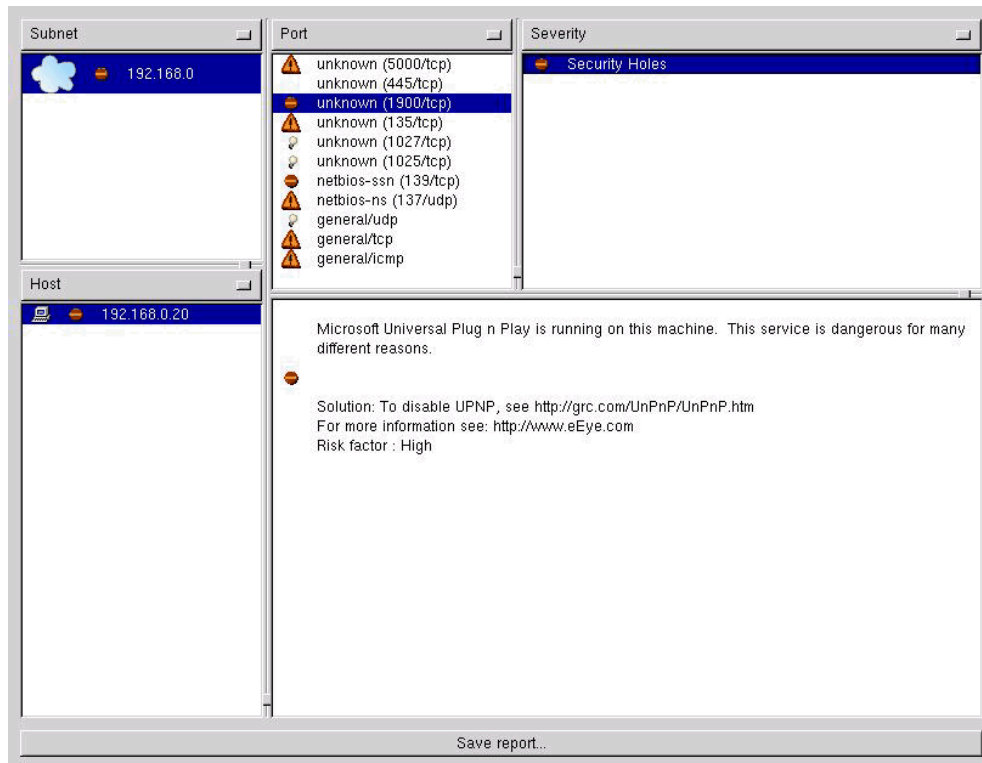 Subnet
192.168.0
Port
unknown (5000/tcp)
unknown (445/tcp)
unknown (1900/tcp)
unknown (135/tcp)
unknown (1027/tcp)
unknown (1025/tcp)
netbios-ssn (139/tcp)
netbios-ns (137/udp)
general/udp
general/tcp
general/icmp
Severity
Security Holes
Host
192.168.0.20
Microsoft Universal Plug n Play is running on this machine. This service is dangerous for many
different reasons.
Solution: To disable UPNP, see http://grc.com/UnPnP/UnPnP.htm
For more information see: http://www.eEye.com
Risk factor : High
Save report...